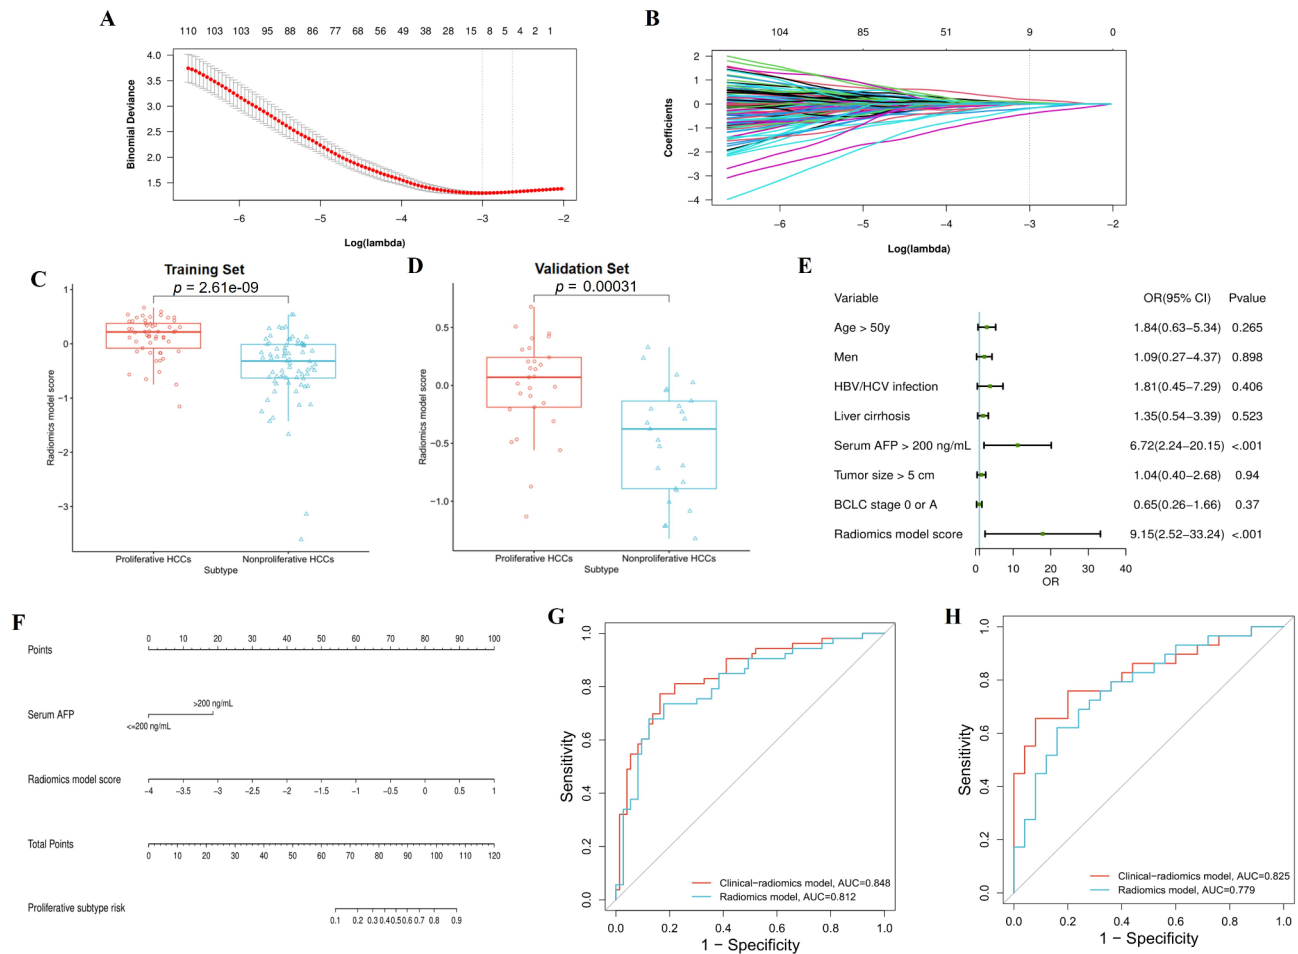 A
110 103 103 95 88 86 77 68 56 49 38 28 15 8 5 4 2 1
Binomial Deviance
4.0
3.5
3.0
2.5
2.0
1.5
−6 −5 −4 −3 −2
Log(lambda)
B
104 85 51 9 0
Coefficients
2
1
0
−1
−2
−3
−4
−6 −5 −4 −3 −2
Log(lambda)
C
Training Set
p = 2.61e-09
Radiomics model score
1
0
−1
−2
−3
Proliferative HCCs Nonproliferative HCCs
Subtype
D
Validation Set
p = 0.00031
Radiomics model score
0.5
0.0
−0.5
−1.0
Proliferative HCCs Nonproliferative HCCs
Subtype
E
Variable OR(95% CI) Pvalue
Age > 50y 1.84(0.63−5.34) 0.265
Men 1.09(0.27−4.37) 0.898
HBV/HCV infection 1.81(0.45−7.29) 0.406
Liver cirrhosis 1.35(0.54−3.39) 0.523
Serum AFP > 200 ng/mL 6.72(2.24−20.15) <.001
Tumor size > 5 cm 1.04(0.40−2.68) 0.94
BCLC stage 0 or A 0.65(0.26−1.66) 0.37
Radiomics model score 9.15(2.52−33.24) <.001
0 10 20 30 40
OR
F
Points
0 10 20 30 40 50 60 70 80 90 100
Serum AFP
>200 ng/mL
<=200 ng/mL
Radiomics model score
−4 −3.5 −3 −2.5 −2 −1.5 −1 −0.5 0 0.5 1
Total Points
0 10 20 30 40 50 60 70 80 90 100 110 120
Proliferative subtype risk
0.1 0.2 0.3 0.4 0.5 0.6 0.7 0.8 0.9
G
Sensitivity
1.0
0.8
0.6
0.4
0.2
0.0
Clinical−radiomics model, AUC=0.848
Radiomics model, AUC=0.812
0.0 0.2 0.4 0.6 0.8 1.0
1 − Specificity
H
Sensitivity
1.0
0.8
0.6
0.4
0.2
0.0
Clinical−radiomics model, AUC=0.825
Radiomics model, AUC=0.779
0.0 0.2 0.4 0.6 0.8 1.0
1 − Specificity